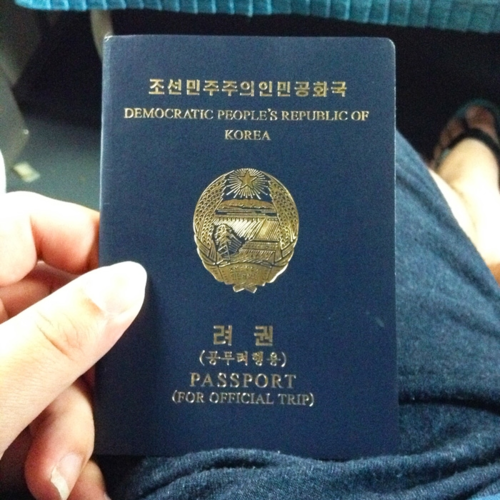 조선민주주의인민공화국
DEMOCRATIC PEOPLE'S REPUBLIC OF
KOREA
려 권
(공무려행용)
PASSPORT
(FOR OFFICIAL TRIP)